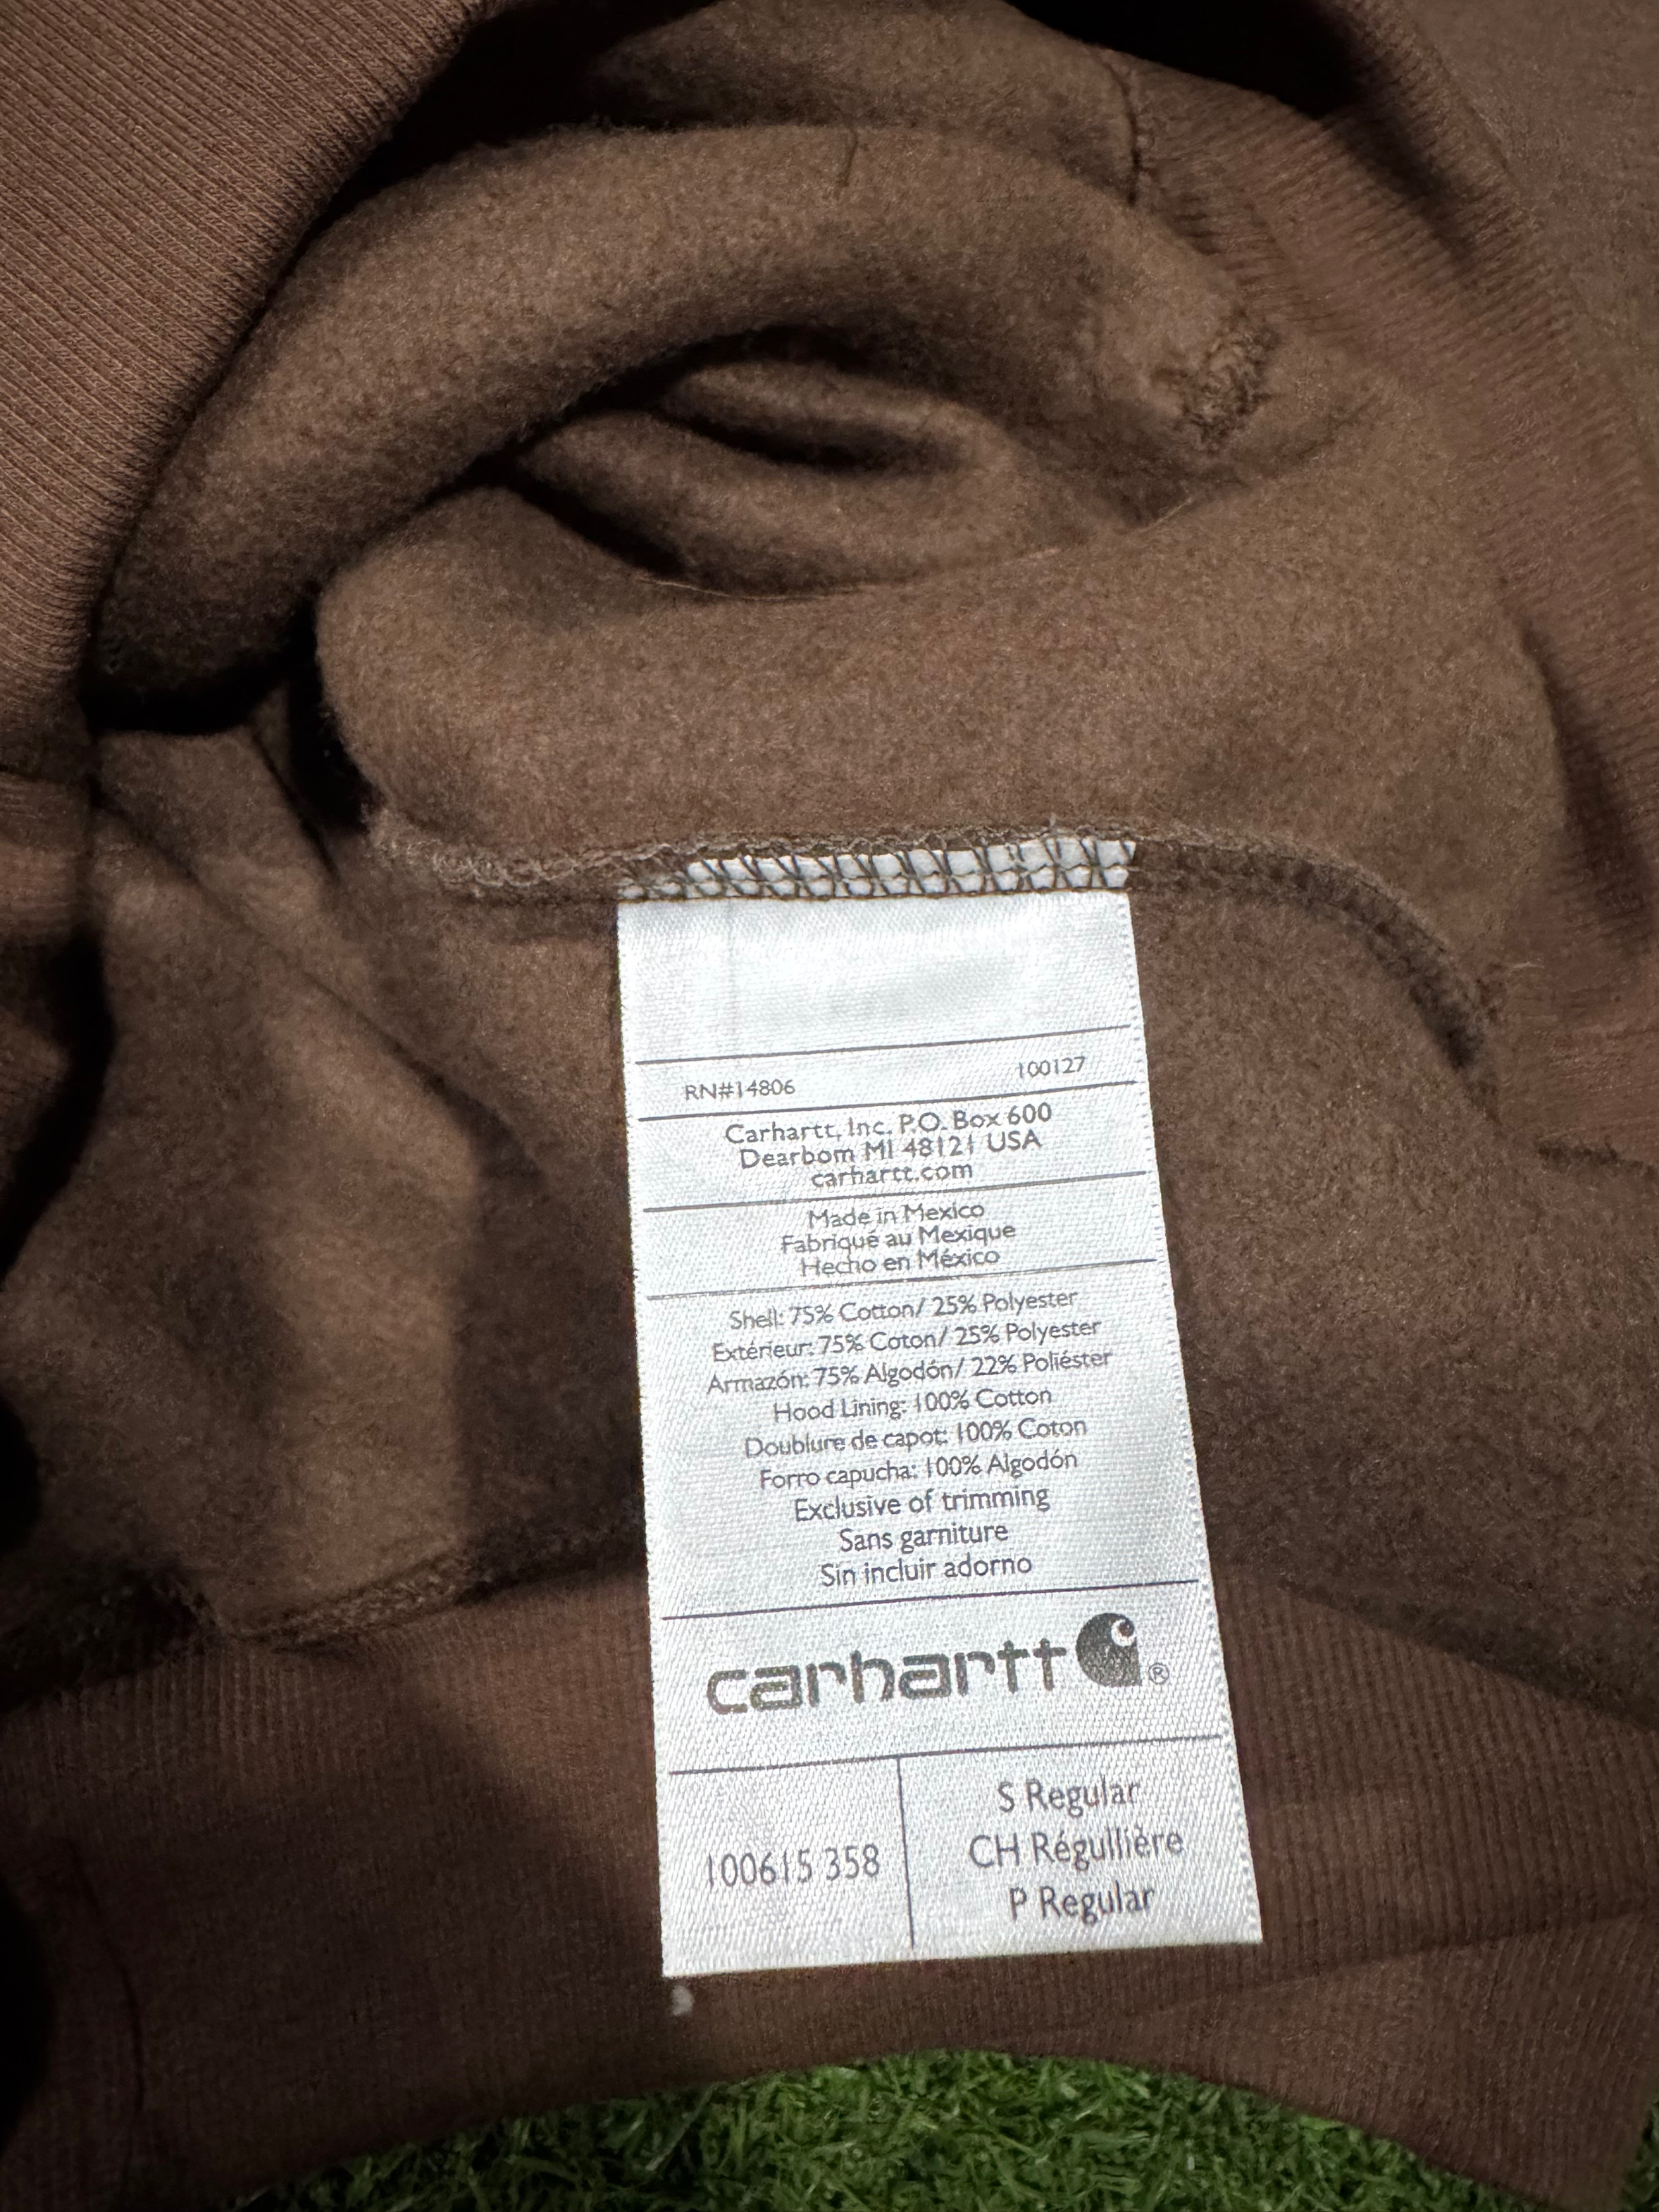 RN#14806 100127
Carhartt, Inc. P.O. Box 600
Dearborn MI 48121 USA
carhartt.com
Made in Mexico
Fabriqué au Mexique
Hecho en México
Shell: 75% Cotton/ 25% Polyester
Extérieur: 75% Coton/ 25% Polyester
Armazón: 75% Algodón/ 22% Poliéster
Hood Lining: 100% Cotton
Doublure de capot: 100% Coton
Forro capucha: 100% Algodón
Exclusive of trimming
Sans garniture
Sin incluir adorno
carhartt ®
100615 358
S Regular
CH Régullière
P Regular